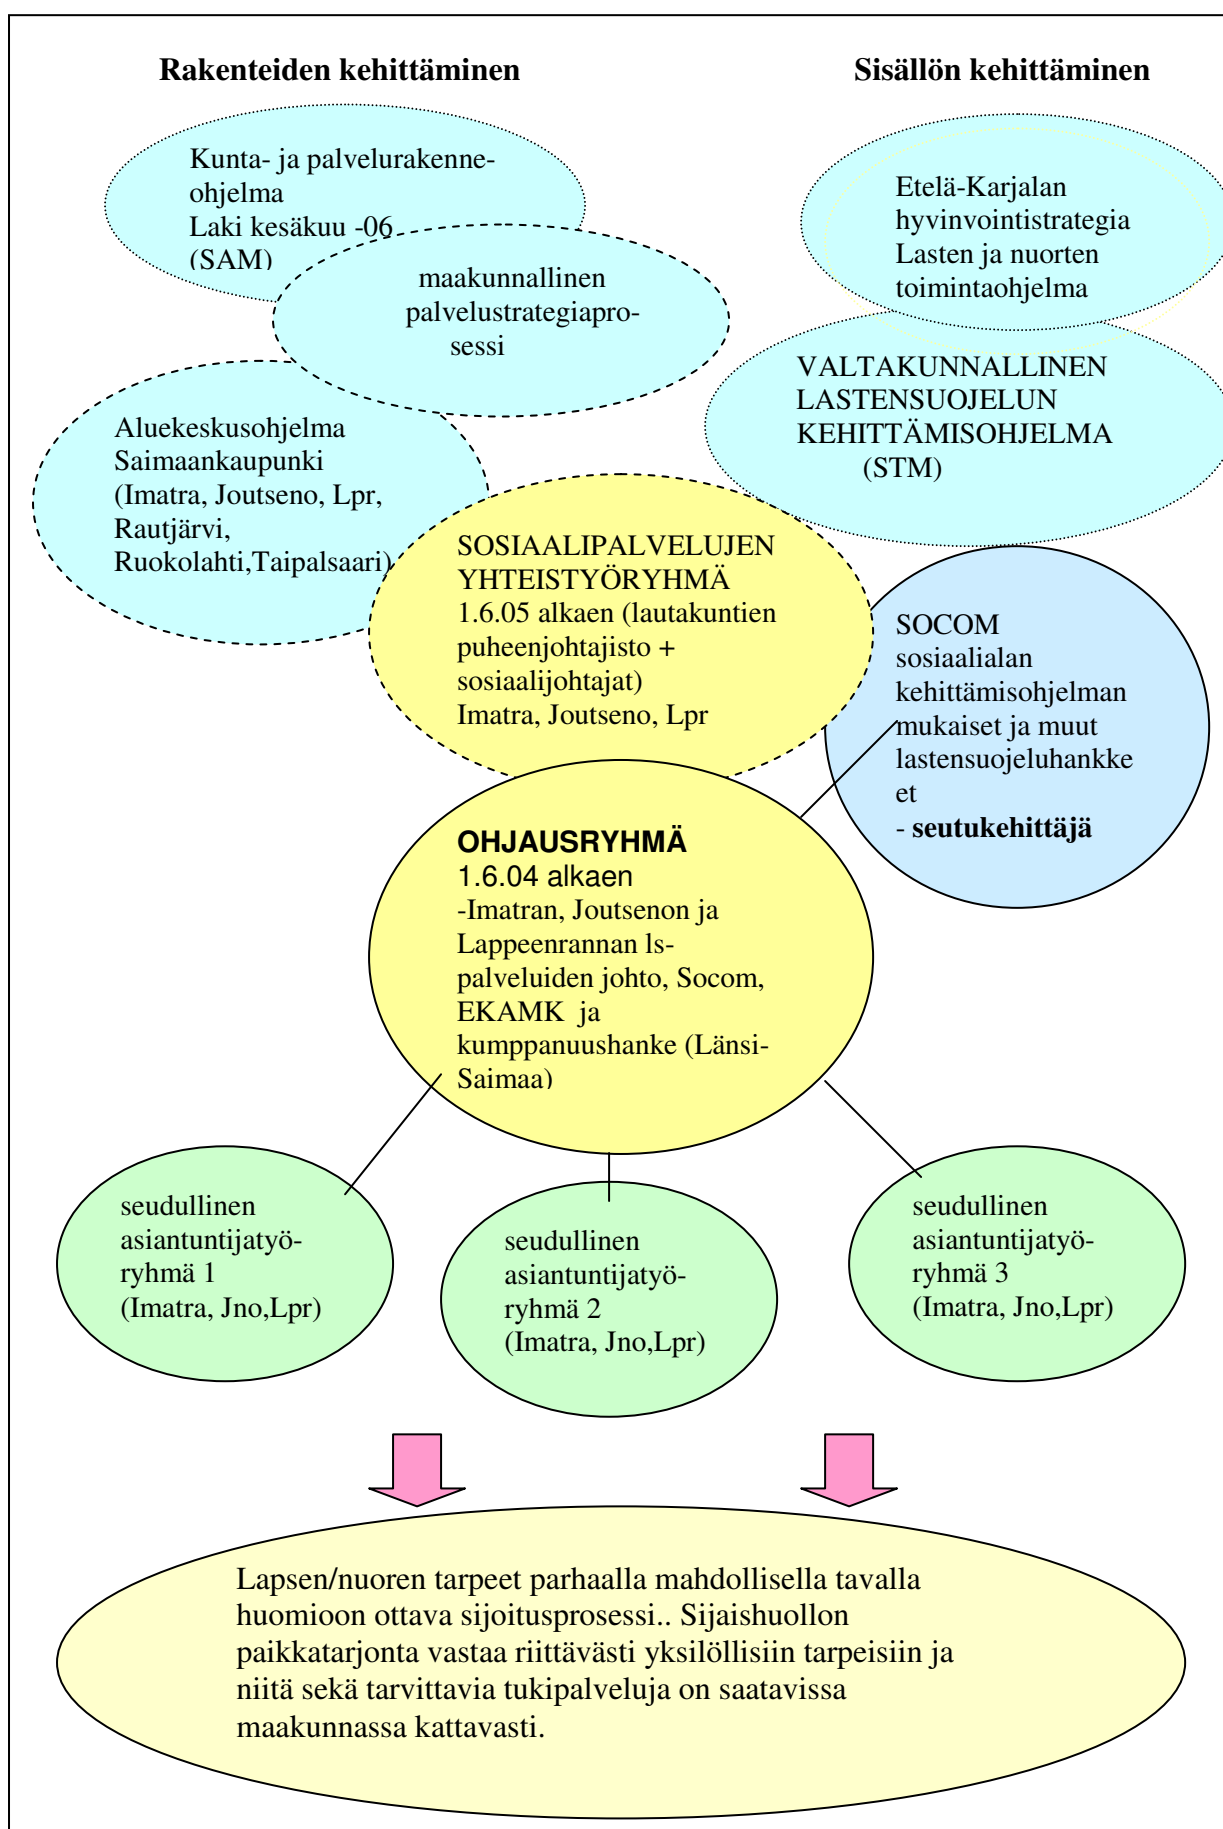 Rakenteiden kehittäminen
Sisällön kehittäminen
Kunta- ja palvelurakenne-
ohjelma
Laki kesäkuu -06
(SAM)
maakunnallinen
palvelustrategiapro-
sessi
Aluekeskusohjelma
Saimaankaupunki
(Imatra, Joutseno, Lpr,
Rautjärvi,
Ruokolahti,Taipalsaari)
Etelä-Karjalan
hyvinvointistrategia
Lasten ja nuorten
toimintaohjelma
VALTAKUNNALLINEN
LASTENSUOJELUN
KEHITTÄMISOHJELMA
(STM)
SOSIAALIPALVELUJEN
YHTEISTYÖRYHMÄ
1.6.05 alkaen (lautakuntien
puheenjohtajisto +
sosiaalijohtajat)
Imatra, Joutseno, Lpr
SOCOM
sosiaalialan
kehittämisohjelman
mukaiset ja muut
lastensuojeluhankke
et
- seutukehittäjä
OHJAUSRYHMÄ
1.6.04 alkaen
-Imatran, Joutsenon ja
Lappeenrannan ls-
palveluiden johto, Socom,
EKAMK ja
kumppanuushanke (Länsi-
Saimaa)
seudullinen
asiantuntijatyö-
ryhmä 1
(Imatra, Jno,Lpr)
seudullinen
asiantuntijatyö-
ryhmä 2
(Imatra, Jno,Lpr)
seudullinen
asiantuntijatyö-
ryhmä 3
(Imatra, Jno,Lpr)
Lapsen/nuoren tarpeet parhaalla mahdollisella tavalla
huomioon ottava sijoitusprosessi.. Sijaishuollon
paikkatarjonta vastaa riittävästi yksilöllisiin tarpeisiin ja
niitä sekä tarvittavia tukipalveluja on saatavissa
maakunnassa kattavasti.